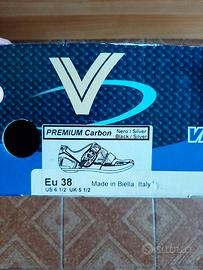 V
PREMIUM Carbon
Nero / Silver
Black / Silver
Eu 38
US 6 1/2 UK 5 1/2
Made in Biella Italy
subito